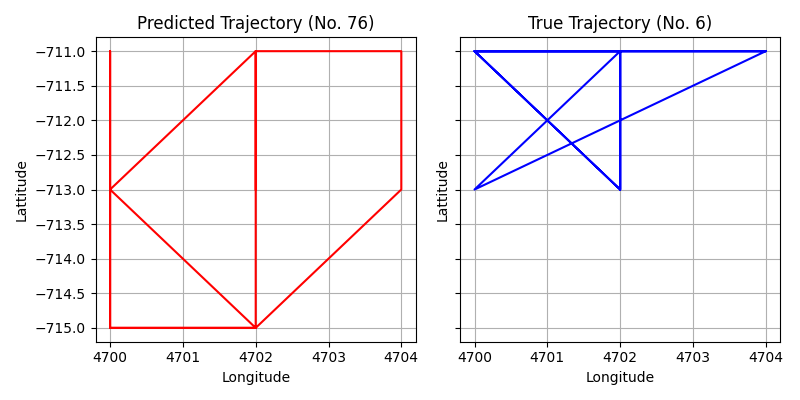 Predicted Trajectory (No. 76)
True Trajectory (No. 6)
Lattitude
−711.0
−711.5
−712.0
−712.5
−713.0
−713.5
−714.0
−714.5
−715.0
4700 4701 4702 4703 4704
Longitude
Lattitude
4700 4701 4702 4703 4704
Longitude